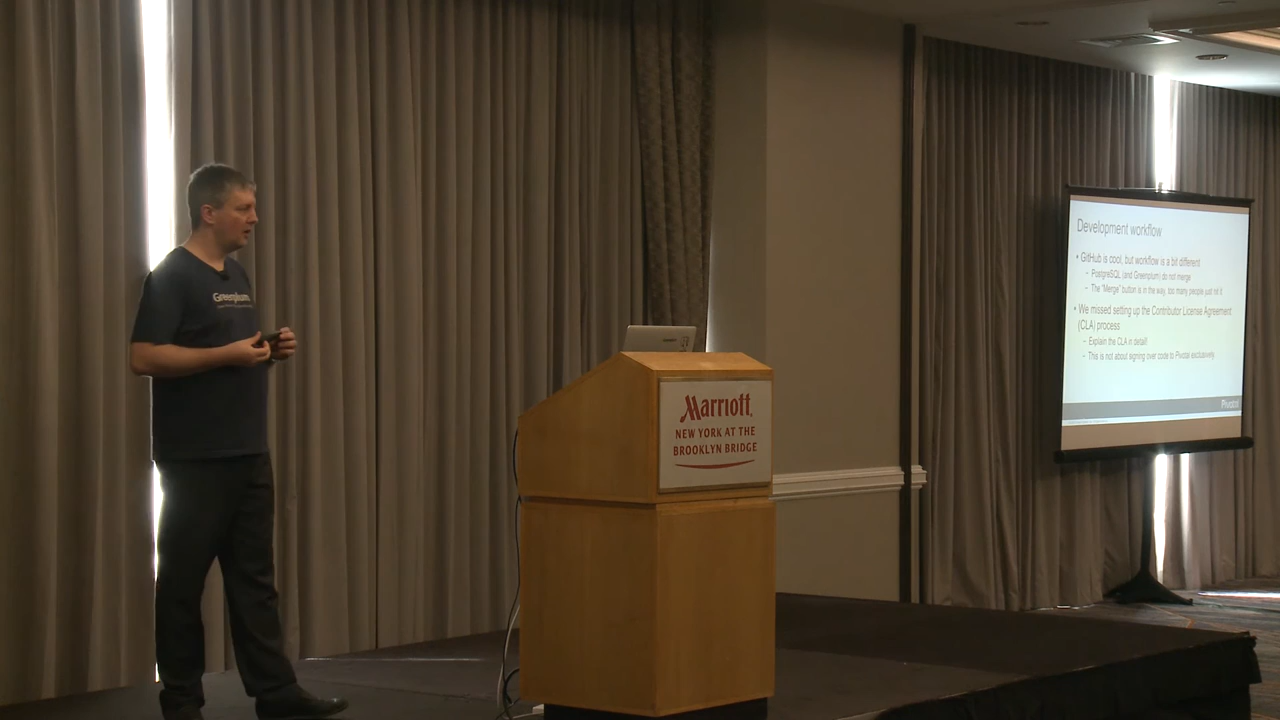 Greenplum
Marriott
NEW YORK AT THE
BROOKLYN BRIDGE
Development workflow
• GitHub is cool, but workflow is a bit different
– PostgreSQL (and Greenplum) do not merge
– The "Merge" button is in the way, too many people just hit it
• We missed setting up the Contributor License Agreement
(CLA) process
– Explain the CLA in detail!
– This is not about signing over code to Pivotal exclusively
Pivotal